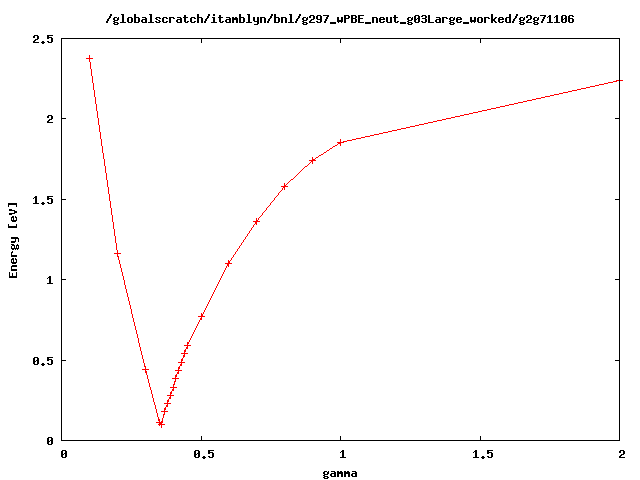 /globalscratch/itamblyn/bnl/g297_wPBE_neut_g03Large_worked/g2g71106
2.5
2
1.5
1
0.5
0
Energy [eV]
0 0.5 1 1.5 2
gamma